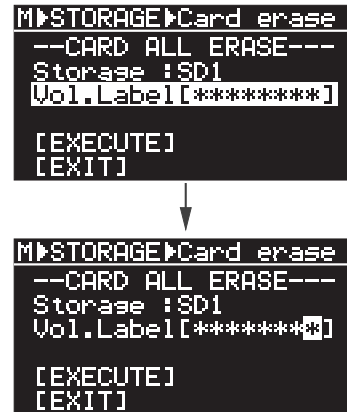 M▶STORAGE▶Card erase
--CARD ALL ERASE---
Storage :SD1
Vol.Label[********]
[EXECUTE]
[EXIT]
M▶STORAGE▶Card erase
--CARD ALL ERASE---
Storage :SD1
Vol.Label[********]
[EXECUTE]
[EXIT]